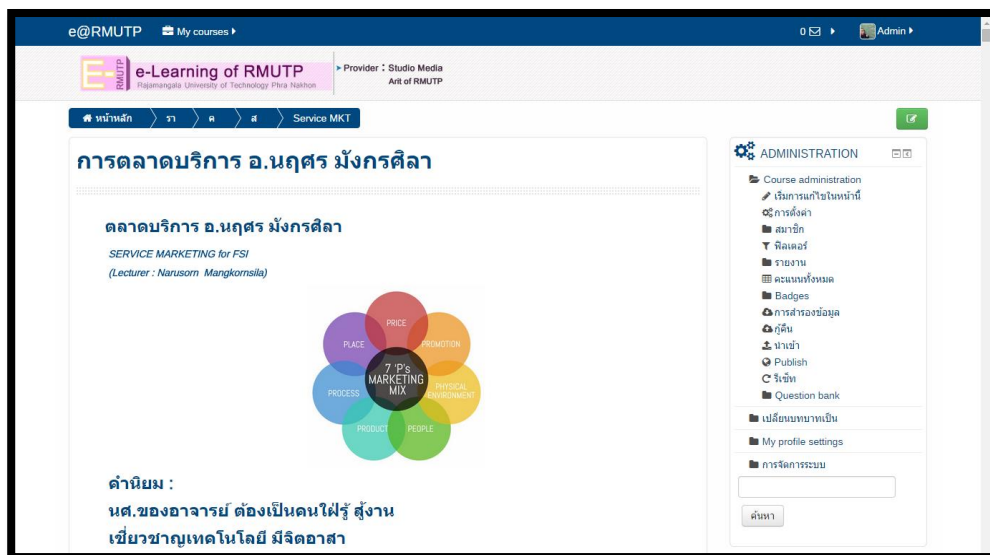 e@RMUTP
My courses
0
Admin
E-
RMUTP
e-Learning of RMUTP
Rajamangala University of Technology Phra Nakhon
Provider : Studio Media
Arit of RMUTP
หน้าหลัก
รา
ค
ส
Service MKT
การตลาดบริการ อ.นฤศร มังกรศิลา
ตลาดบริการ อ.นฤศร มังกรศิลา
SERVICE MARKETING for FSI
(Lecturer : Narusorn Mangkornsila)
PRICE
PLACE
PROMOTION
7 'P's
MARKETING
MIX
PROCESS
PHYSICAL
ENVIRONMENT
PRODUCT
PEOPLE
คำนิยม :
นศ.ของอาจารย์ ต้องเป็นคนใฝ่รู้ สู้งาน
เชี่ยวชาญเทคโนโลยี มีจิตอาสา
ADMINISTRATION
Course administration
เริ่มการแก้ไขในหน้านี้
การตั้งค่า
สมาชิก
ฟิลเตอร์
รายงาน
คะแนนทั้งหมด
Badges
การสำรองข้อมูล
กู้คืน
นำเข้า
Publish
รีเซ็ท
Question bank
เปลี่ยนบทบาทเป็น
My profile settings
การจัดการระบบ
ค้นหา